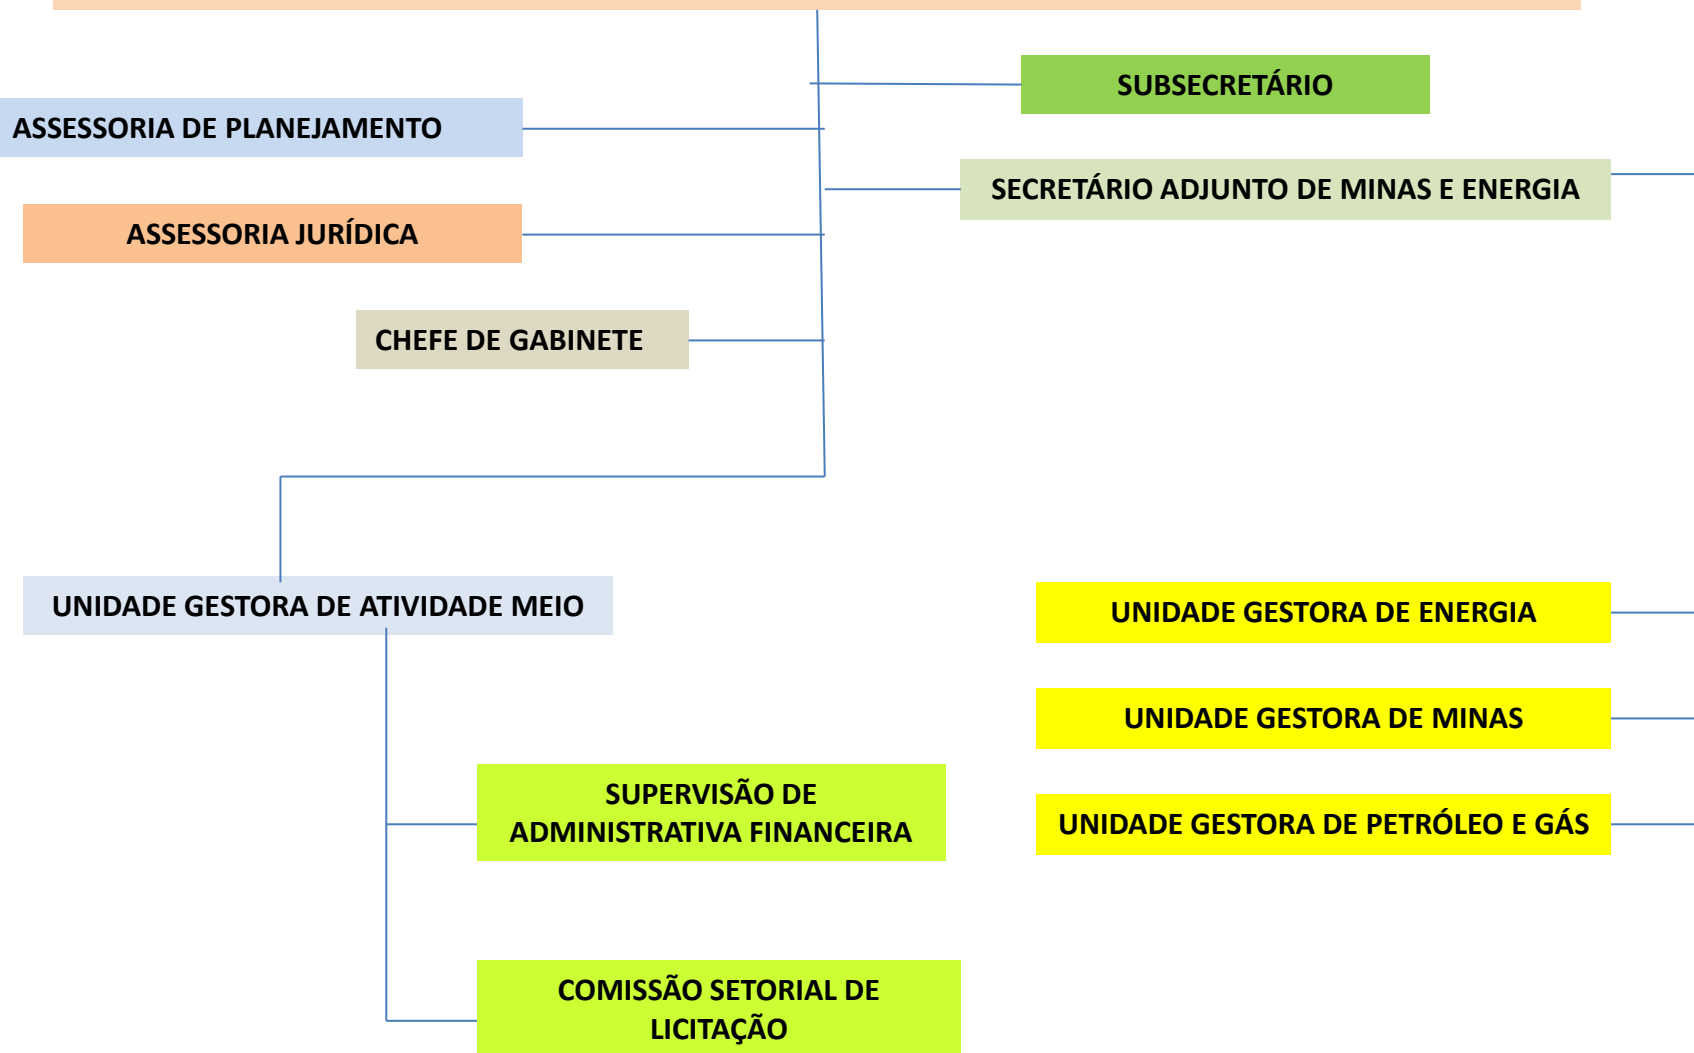 SUBSECRETÁRIO
ASSESSORIA DE PLANEJAMENTO
SECRETÁRIO ADJUNTO DE MINAS E ENERGIA
ASSESSORIA JURÍDICA
CHEFE DE GABINETE
UNIDADE GESTORA DE ATIVIDADE MEIO
UNIDADE GESTORA DE ENERGIA
UNIDADE GESTORA DE MINAS
SUPERVISÃO DE
ADMINISTRATIVA FINANCEIRA
UNIDADE GESTORA DE PETRÓLEO E GÁS
COMISSÃO SETORIAL DE
LICITAÇÃO